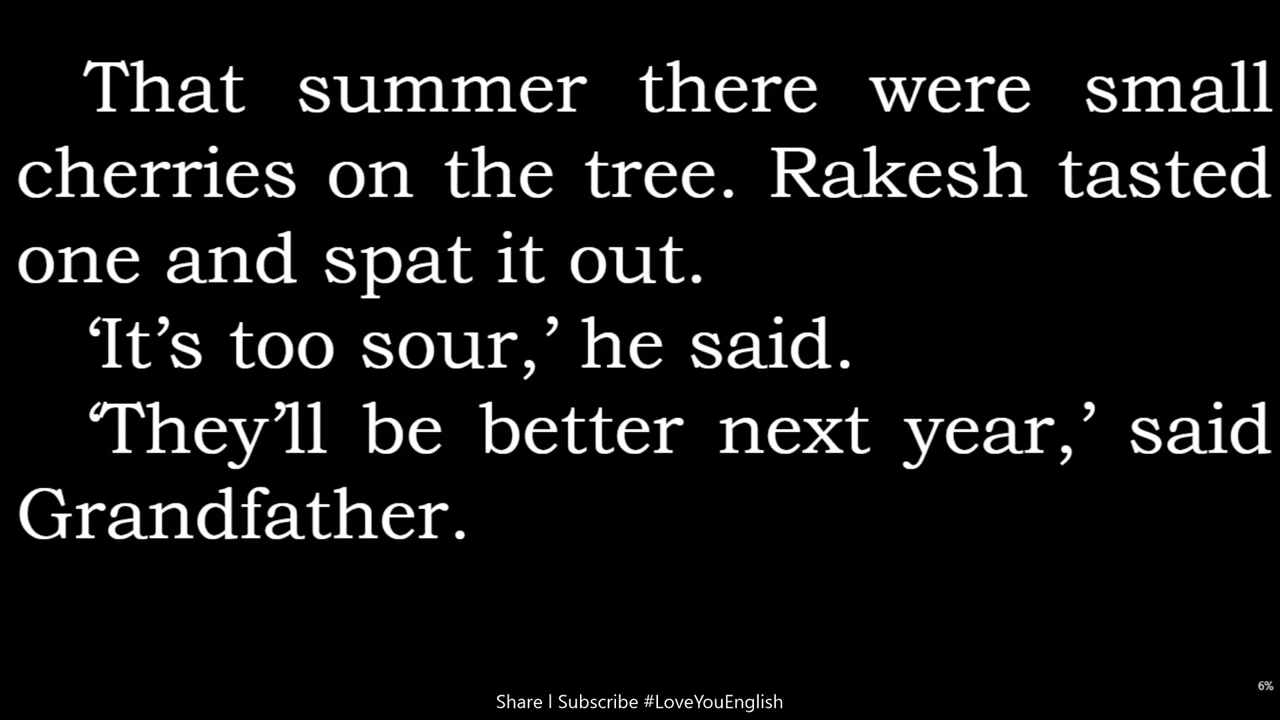 That summer there were small
cherries on the tree. Rakesh tasted
one and spat it out.
‘It’s too sour,’ he said.
‘They’ll be better next year,’ said
Grandfather.
6%
Share | Subscribe #LoveYouEnglish